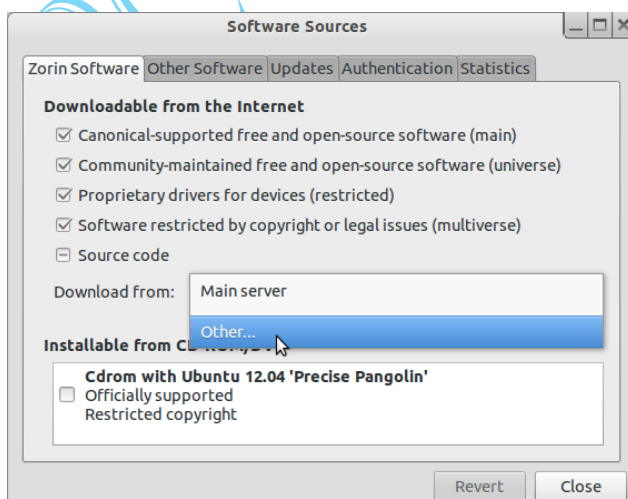 Software Sources
Zorin Software Other Software Updates Authentication Statistics
Downloadable from the Internet
Canonical-supported free and open-source software (main)
Community-maintained free and open-source software (universe)
Proprietary drivers for devices (restricted)
Software restricted by copyright or legal issues (multiverse)
Source code
Download from: Main server
Other...
Installable from CD-ROM/DV
Cdrom with Ubuntu 12.04 'Precise Pangolin'
Officially supported
Restricted copyright
Revert Close